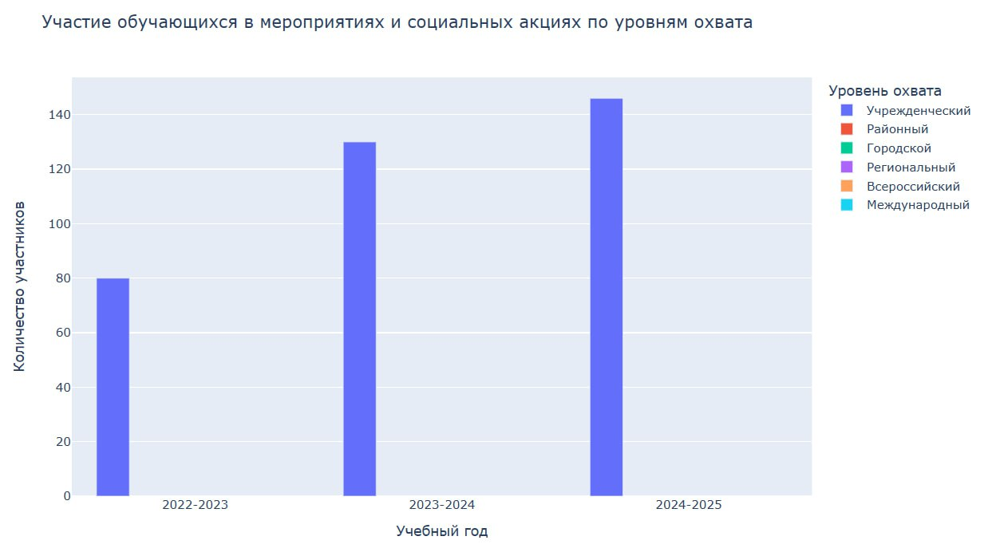 Участие обучающихся в мероприятиях и социальных акциях по уровням охвата
Количество участников
140
120
100
80
60
40
20
0
2022-2023
2023-2024
2024-2025
Учебный год
Уровень охвата
Учрежденческий
Районный
Городской
Региональный
Всероссийский
Международный